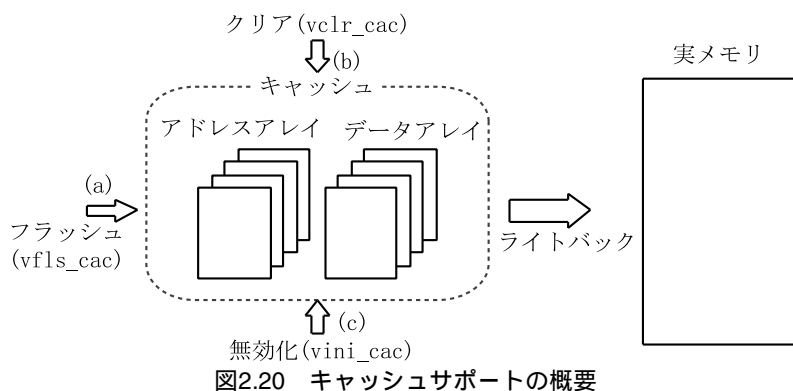 クリア(vclr_cac)
(b)
実メモリ
キャッシュ
アドレスアレイ データアレイ
(a)
フラッシュ
(vfls_cac)
ライトバック
(c)
無効化(vini_cac)
図2.20 キャッシュサポートの概要